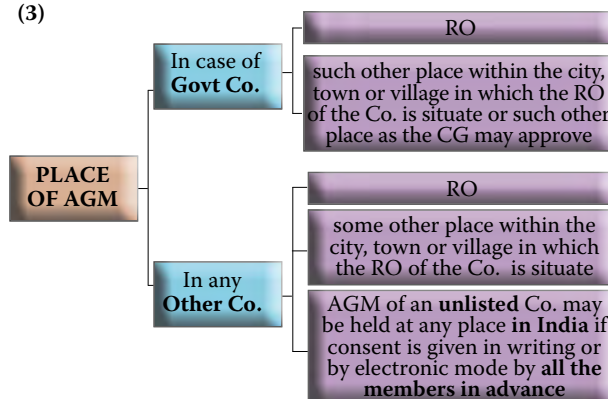 (3)
PLACE
OF AGM
In case of
Govt Co.
RO
such other place within the city,
town or village in which the RO
of the Co. is situate or such other
place as the CG may approve
In any
Other Co.
RO
some other place within the
city, town or village in which
the RO of the Co. is situate
AGM of an unlisted Co. may
be held at any place in India if
consent is given in writing or
by electronic mode by all the
members in advance